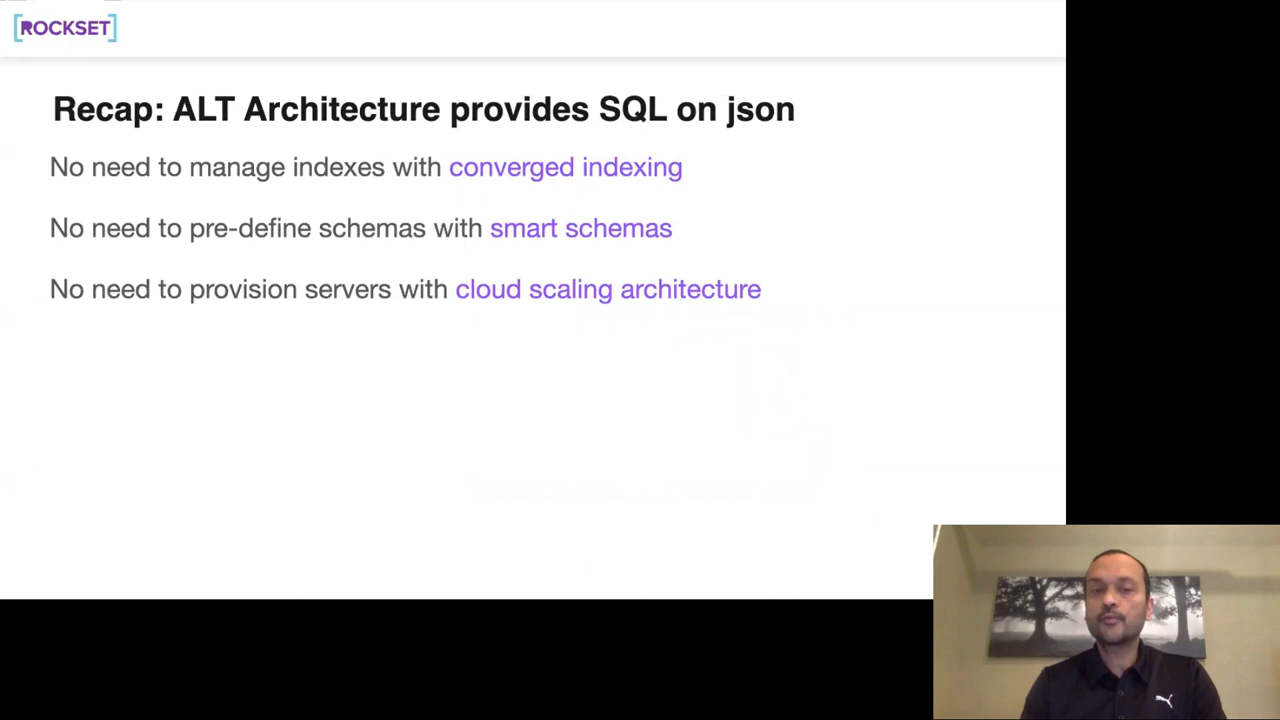 [ROCKSET]
Recap: ALT Architecture provides SQL on json
No need to manage indexes with converged indexing
No need to pre-define schemas with smart schemas
No need to provision servers with cloud scaling architecture